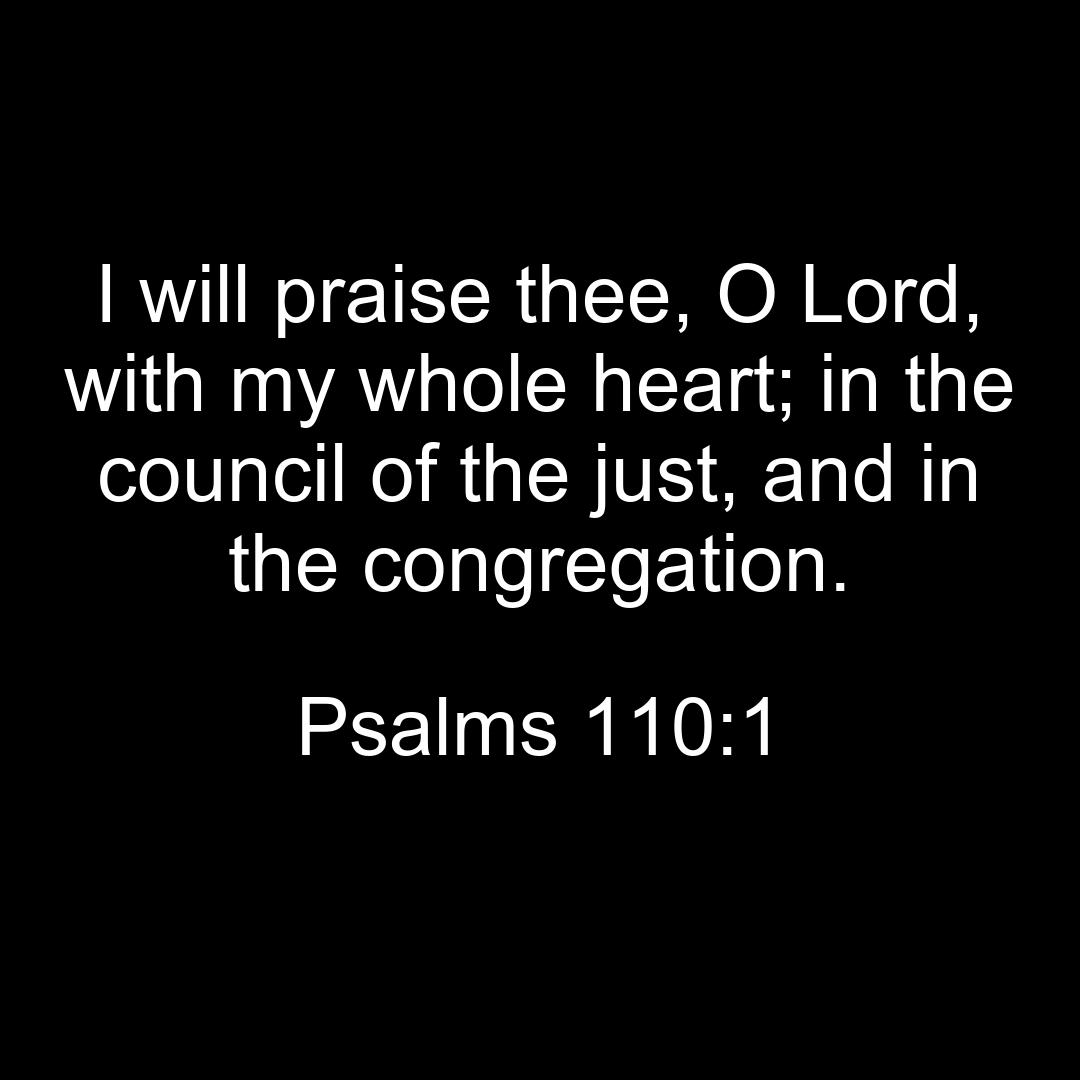 I will praise thee, O Lord,
with my whole heart; in the
council of the just, and in
the congregation.
Psalms 110:1